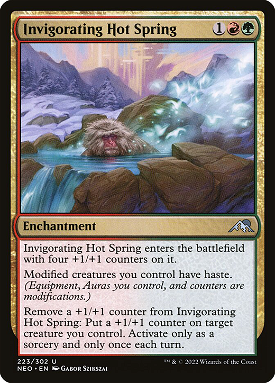 Invigorating Hot Spring 1
Enchantment
Invigorating Hot Spring enters the battlefield
with four +1/+1 counters on it.
Modified creatures you control have haste.
(Equipment, Auras you control, and counters
are modifications.)
Remove a +1/+1 counter from Invigorating
Hot Spring: Put a +1/+1 counter on target
creature you control. Activate only as a
sorcery and only once each turn.
223/302 U
NEO • EN GABOR SZIKSZAI
™ & © 2022 Wizards of the Coast